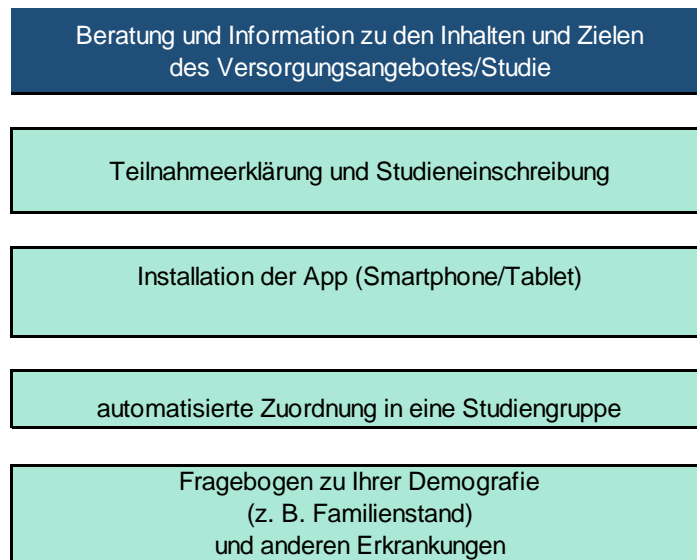 Beratung und Information zu den Inhalten und Zielen
des Versorgungsangebotes/Studie
Teilnahmeerklärung und Studieneinschreibung
Installation der App (Smartphone/Tablet)
automatisierte Zuordnung in eine Studiengruppe
Fragebogen zu Ihrer Demografie
(z. B. Familienstand)
und anderen Erkrankungen